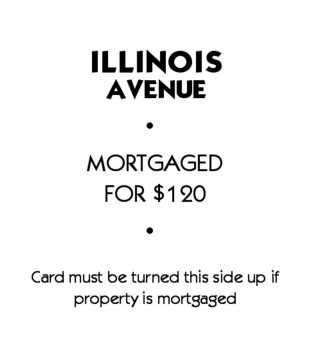 ILLINOIS
AVENUE
•
MORTGAGED
FOR $120
•
Card must be turned this side up if
property is mortgaged